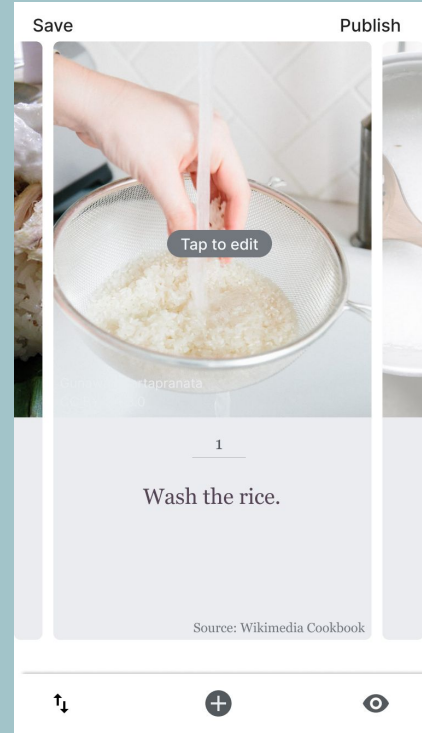 Save
Publish
Tap to edit
1
Wash the rice.
Source: Wikimedia Cookbook